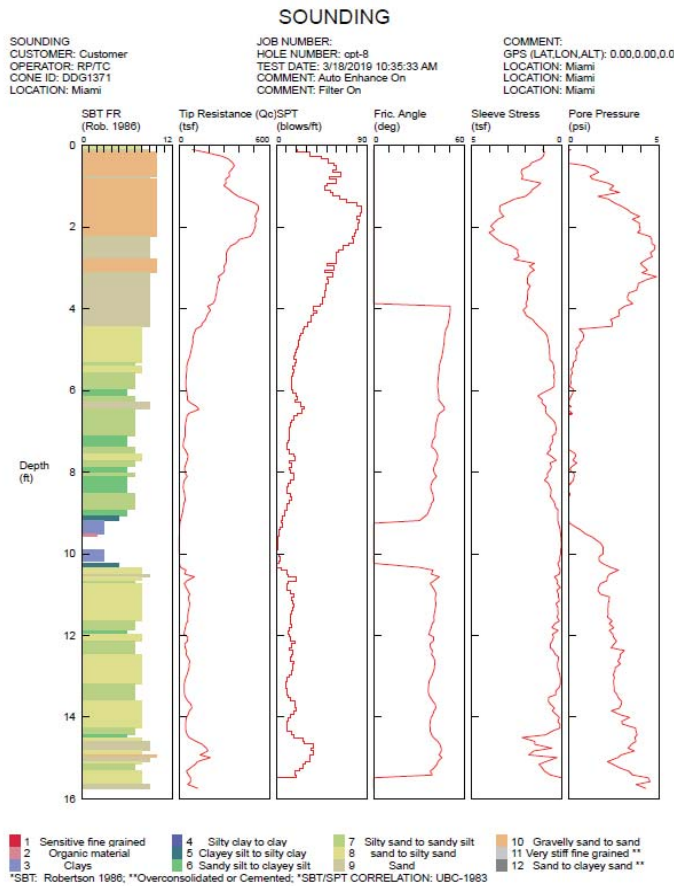 SOUNDING
SOUNDING
CUSTOMER: Customer
OPERATOR: RP/TC
CONE ID: DDG1371
LOCATION: Miami
JOB NUMBER:
HOLE NUMBER: cpt-8
TEST DATE: 3/18/2019 10:35:33 AM
COMMENT: Auto Enhance On
COMMENT: Filter On
COMMENT:
GPS (LAT,LON,ALT): 0.00,0.00,0.0
LOCATION: Miami
LOCATION: Miami
LOCATION: Miami
SBT FR
(Rob. 1986)
0 12
Tip Resistance (Qc)
(tsf)
0 600
SPT
(blows/ft)
0 90
Fric. Angle
(deg)
0 60
Sleeve Stress
(tsf)
5 0
Pore Pressure
(psi)
0 5
Depth
(ft)
0
2
4
6
8
10
12
14
16
1 Sensitive fine grained
2 Organic material
3 Clays
4 Silty clay to clay
5 Clayey silt to silty clay
6 Sandy silt to clayey silt
7 Silty sand to sandy silt
8 sand to silty sand
9 Sand
10 Gravelly sand to sand
11 Very stiff fine grained **
12 Sand to clayey sand **
*SBT: Robertson 1986; **Overconsolidated or Cemented; *SBT/SPT CORRELATION: UBC-1983